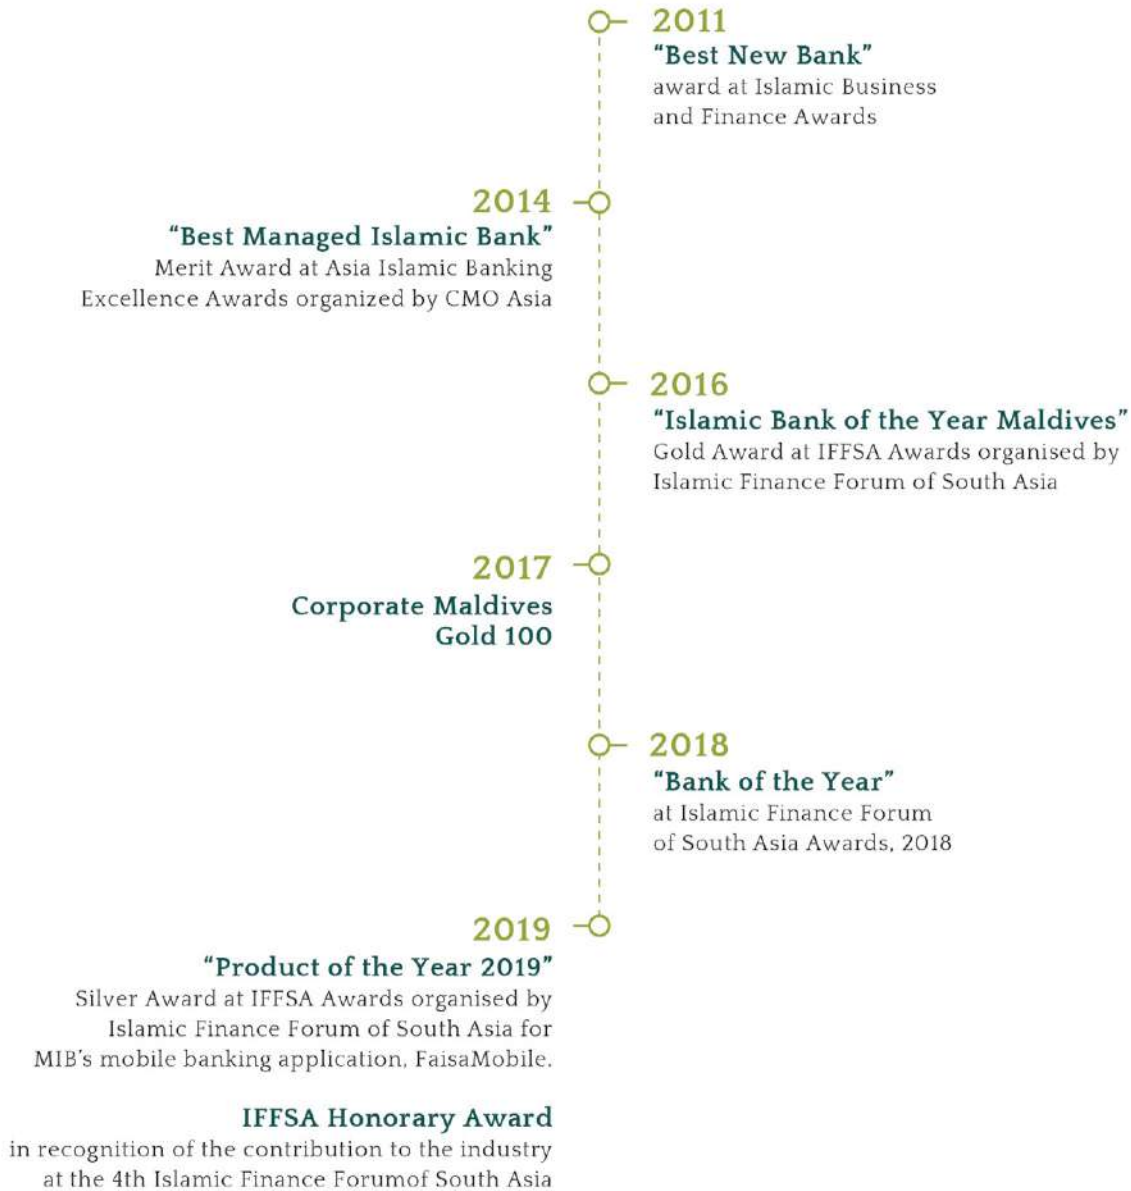 2011
“Best New Bank”
award at Islamic Business
and Finance Awards
2014
“Best Managed Islamic Bank”
Merit Award at Asia Islamic Banking
Excellence Awards organized by CMO Asia
2016
“Islamic Bank of the Year Maldives”
Gold Award at IFFSA Awards organised by
Islamic Finance Forum of South Asia
2017
Corporate Maldives
Gold 100
2018
“Bank of the Year”
at Islamic Finance Forum
of South Asia Awards, 2018
2019
“Product of the Year 2019”
Silver Award at IFFSA Awards organised by
Islamic Finance Forum of South Asia for
MIB’s mobile banking application, FaisaMobile.
IFFSA Honorary Award
in recognition of the contribution to the industry
at the 4th Islamic Finance Forumof South Asia